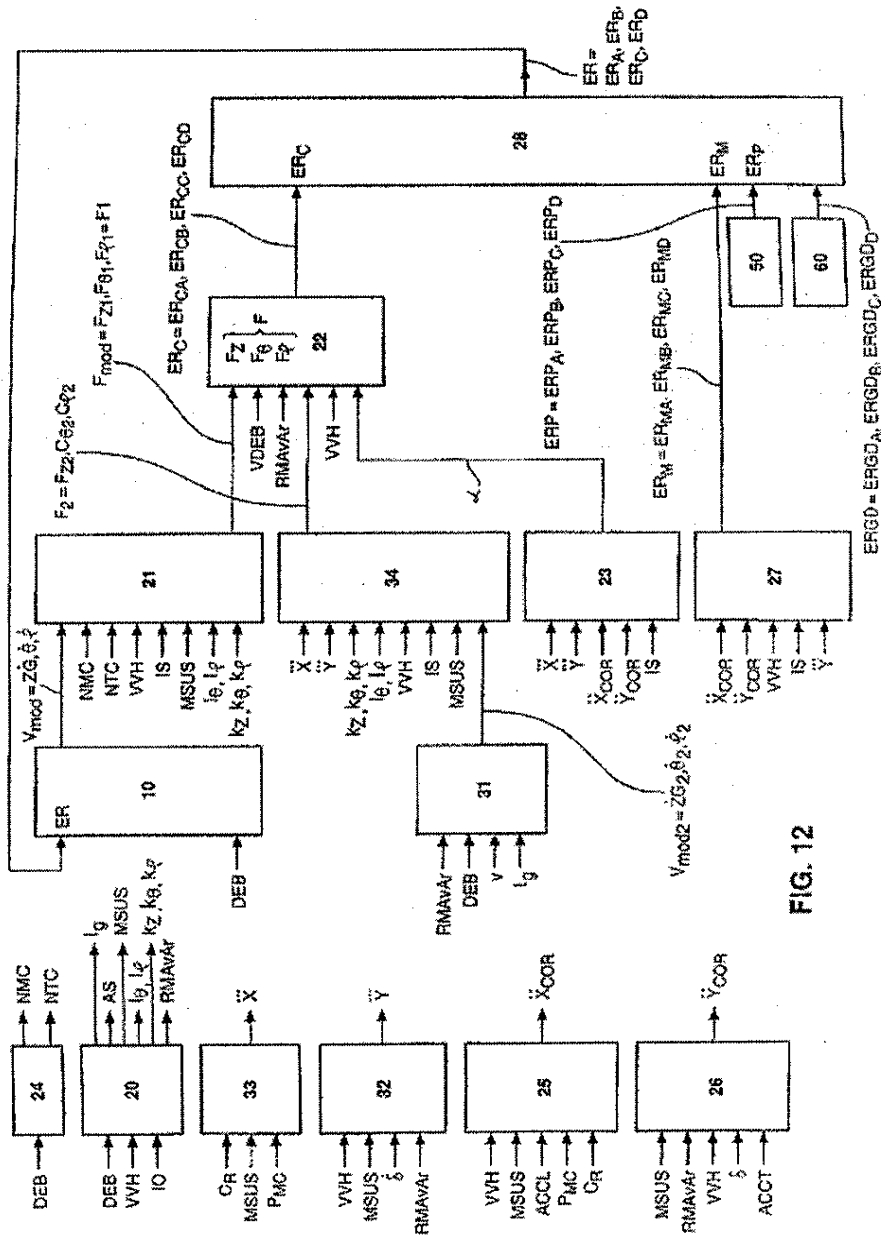 DEB
24
NMC
NTC
DEB
VVH
IO
20
lg
AS
MSUS
Iθ, Iφ
kZ, kθ, kφ
RMAvAr
CR
MSUS
PMC
33
Ẍ
VVH
MSUS
δ̇
RMAvAr
32
VVH
MSUS
ACCL
PMC
CR
25
ẌCOR
MSUS
RMAvAr
VVH
δ
ACCT
26
ŸCOR
ER
10
DEB
Vmod = ŻG, θ̇, φ̇
RMAvAr
DEB
v
lg
31
Vmod2 = ŻG2, θ̇2, φ̇2
NMC
NTC
VVH
IS
MSUS
Iθ, Iφ
kZ, kθ, kφ
21
kZ, kθ, kφ
Iθ, Iφ
VVH
IS
MSUS
34
ẌCOR
ŸCOR
IS
23
ẌCOR
ŸCOR
VVH
IS
27
F2 = FZ2, Cθ2, Cφ2
Fmod = FZ1, Fθ1, Fφ1 = F1
VDEB
RMAvAr
VVH
FZ
Fθ
Fφ
F
22
ERC = ERCA, ERCB, ERCC, ERCD
ERP = ERPA, ERPB, ERPC, ERPD
ERM = ERMA, ERMB, ERMC, ERMD
ERGD = ERGDA, ERGDB, ERGDC, ERGDD
50
60
ERC
28
ERM
ERP
ER =
ERA, ERB,
ERC, ERD
FIG. 12